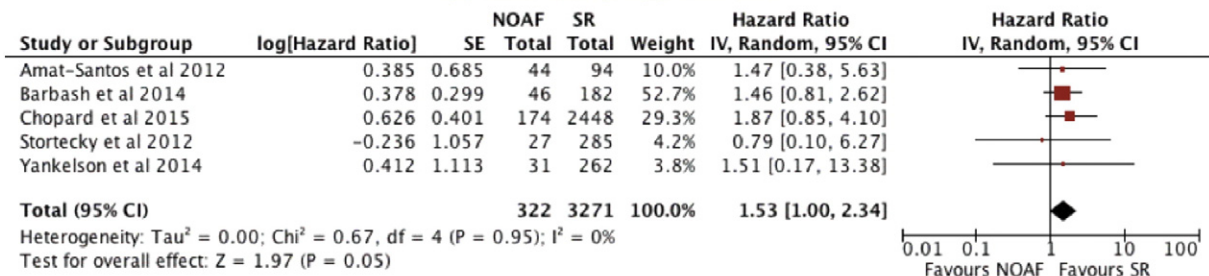 NOAF SR Hazard Ratio Hazard Ratio
Study or Subgroup log[Hazard Ratio] SE Total Total Weight IV, Random, 95% CI IV, Random, 95% CI
Amat-Santos et al 2012 0.385 0.685 44 94 10.0% 1.47 [0.38, 5.63]
Barbash et al 2014 0.378 0.299 46 182 52.7% 1.46 [0.81, 2.62]
Chopard et al 2015 0.626 0.401 174 2448 29.3% 1.87 [0.85, 4.10]
Stortecky et al 2012 -0.236 1.057 27 285 4.2% 0.79 [0.10, 6.27]
Yankelson et al 2014 0.412 1.113 31 262 3.8% 1.51 [0.17, 13.38]
Total (95% CI) 322 3271 100.0% 1.53 [1.00, 2.34]
Heterogeneity: Tau² = 0.00; Chi² = 0.67, df = 4 (P = 0.95); I² = 0%
Test for overall effect: Z = 1.97 (P = 0.05)
0.01 0.1 1 10 100
Favours NOAF Favours SR